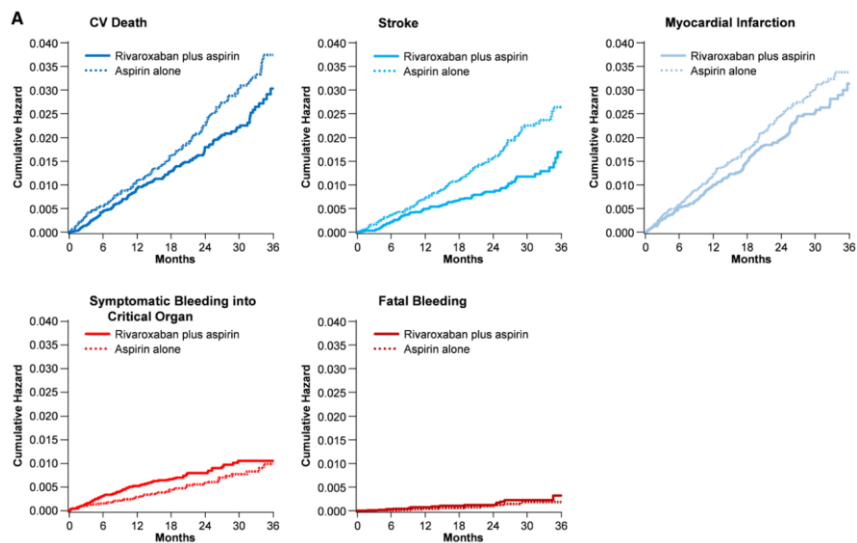 A
CV Death
Cumulative Hazard
0.040
0.035
0.030
0.025
0.020
0.015
0.010
0.005
0.000
Rivaroxaban plus aspirin
Aspirin alone
0 6 12 18 24 30 36
Months
Stroke
Cumulative Hazard
0.040
0.035
0.030
0.025
0.020
0.015
0.010
0.005
0.000
Rivaroxaban plus aspirin
Aspirin alone
0 6 12 18 24 30 36
Months
Myocardial Infarction
Cumulative Hazard
0.040
0.035
0.030
0.025
0.020
0.015
0.010
0.005
0.000
Rivaroxaban plus aspirin
Aspirin alone
0 6 12 18 24 30 36
Months
Symptomatic Bleeding into
Critical Organ
Cumulative Hazard
0.040
0.035
0.030
0.025
0.020
0.015
0.010
0.005
0.000
Rivaroxaban plus aspirin
Aspirin alone
0 6 12 18 24 30 36
Months
Fatal Bleeding
Cumulative Hazard
0.040
0.035
0.030
0.025
0.020
0.015
0.010
0.005
0.000
Rivaroxaban plus aspirin
Aspirin alone
0 6 12 18 24 30 36
Months